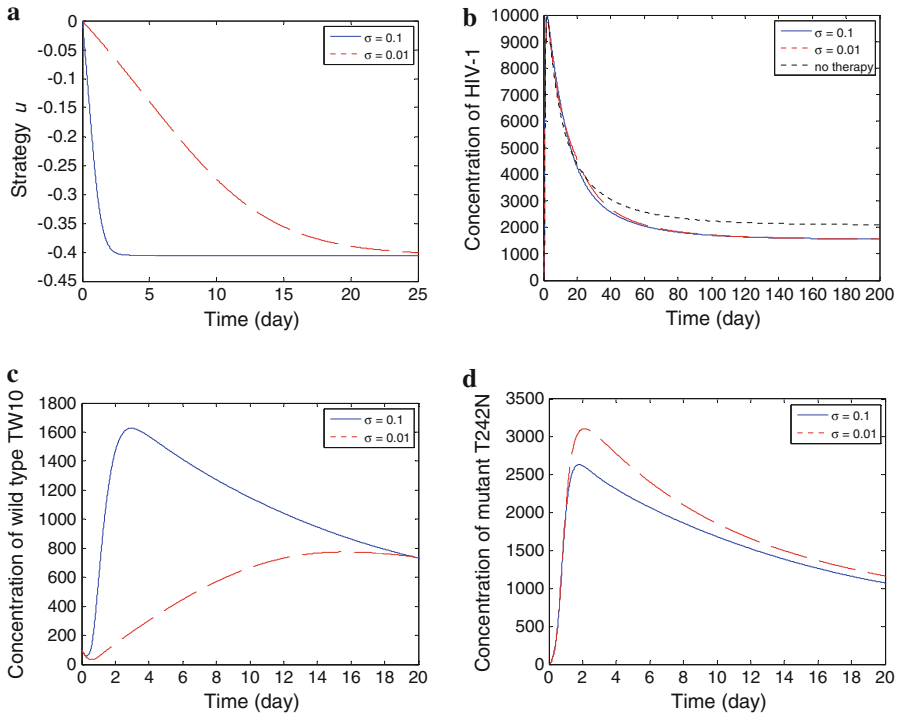 a
0
-0.05
-0.1
-0.15
-0.2
-0.25
-0.3
-0.35
-0.4
-0.45
Strategy u
0 5 10 15 20 25
Time (day)
σ = 0.1
σ = 0.01
b
10000
9000
8000
7000
6000
5000
4000
3000
2000
1000
0
Concentration of HIV-1
0 20 40 60 80 100 120 140 160 180 200
Time (day)
σ = 0.1
σ = 0.01
no therapy
c
1800
1600
1400
1200
1000
800
600
400
200
0
Concentration of wild type TW10
0 2 4 6 8 10 12 14 16 18 20
Time (day)
σ = 0.1
σ = 0.01
d
3500
3000
2500
2000
1500
1000
500
0
Concentration of mutant T242N
0 2 4 6 8 10 12 14 16 18 20
Time (day)
σ = 0.1
σ = 0.01